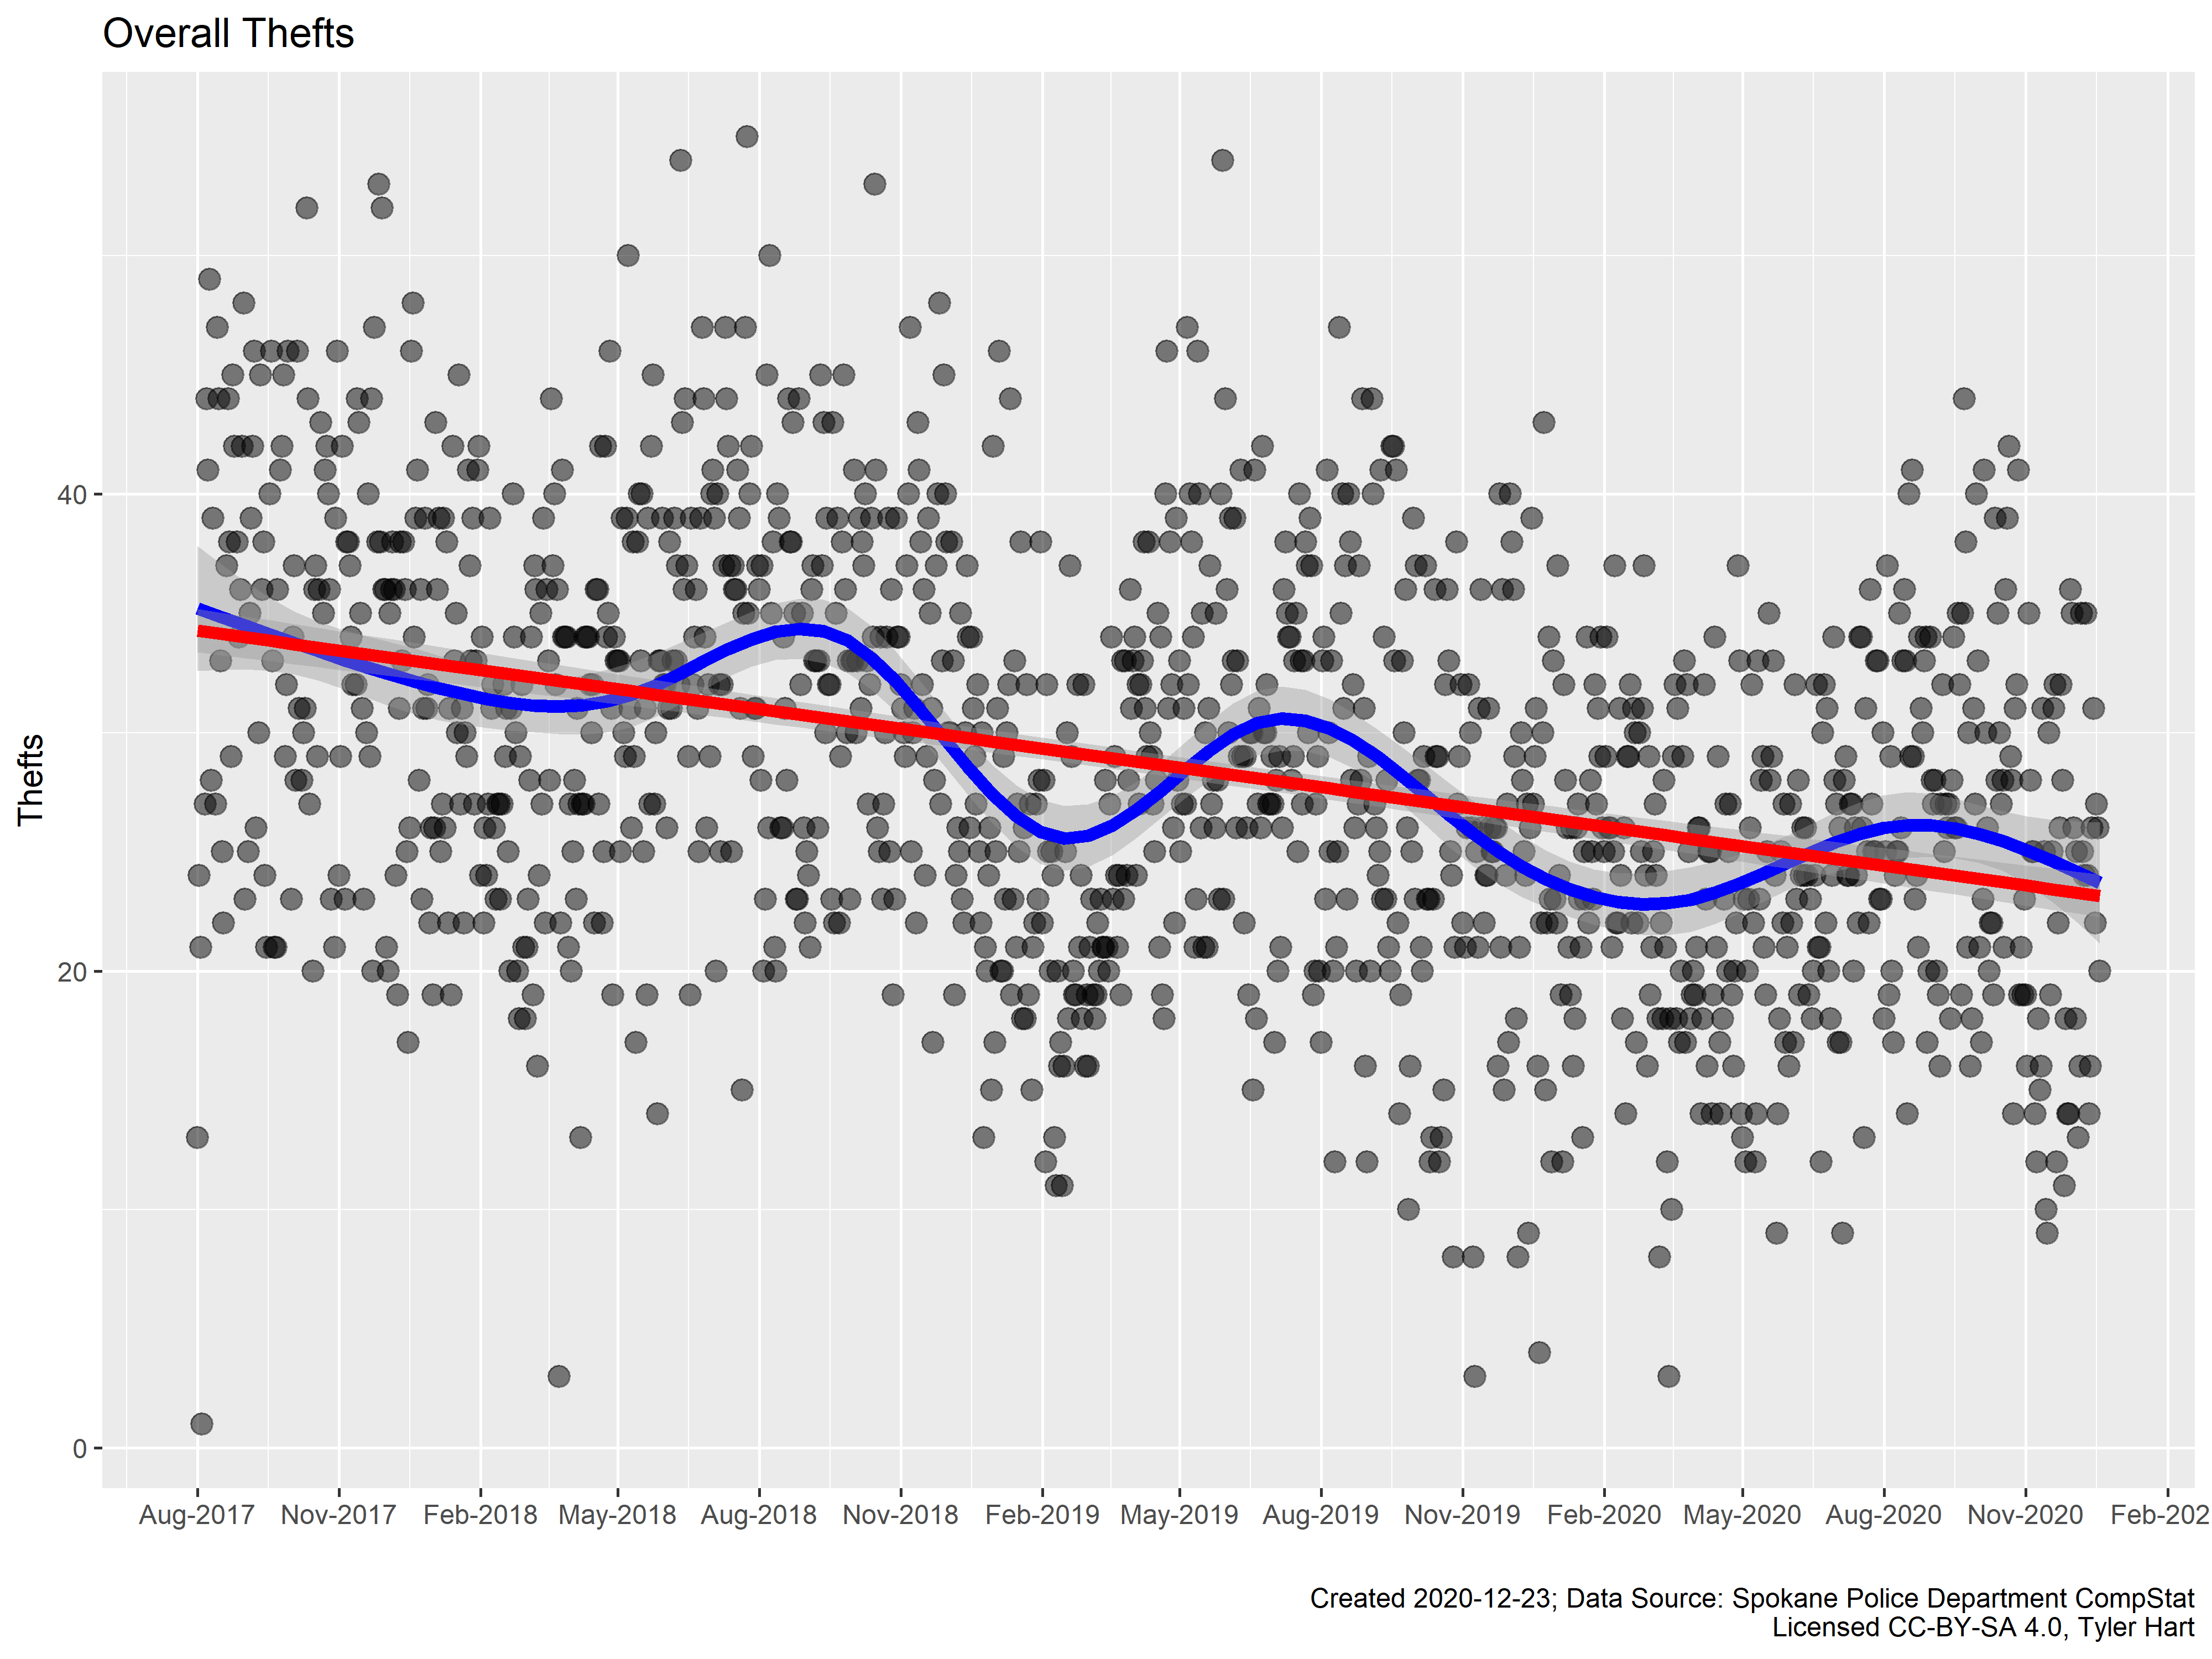 Overall Thefts
Thefts
40
20
0
Aug-2017 Nov-2017 Feb-2018 May-2018 Aug-2018 Nov-2018 Feb-2019 May-2019 Aug-2019 Nov-2019 Feb-2020 May-2020 Aug-2020 Nov-2020 Feb-202
Created 2020-12-23; Data Source: Spokane Police Department CompStat
Licensed CC-BY-SA 4.0, Tyler Hart